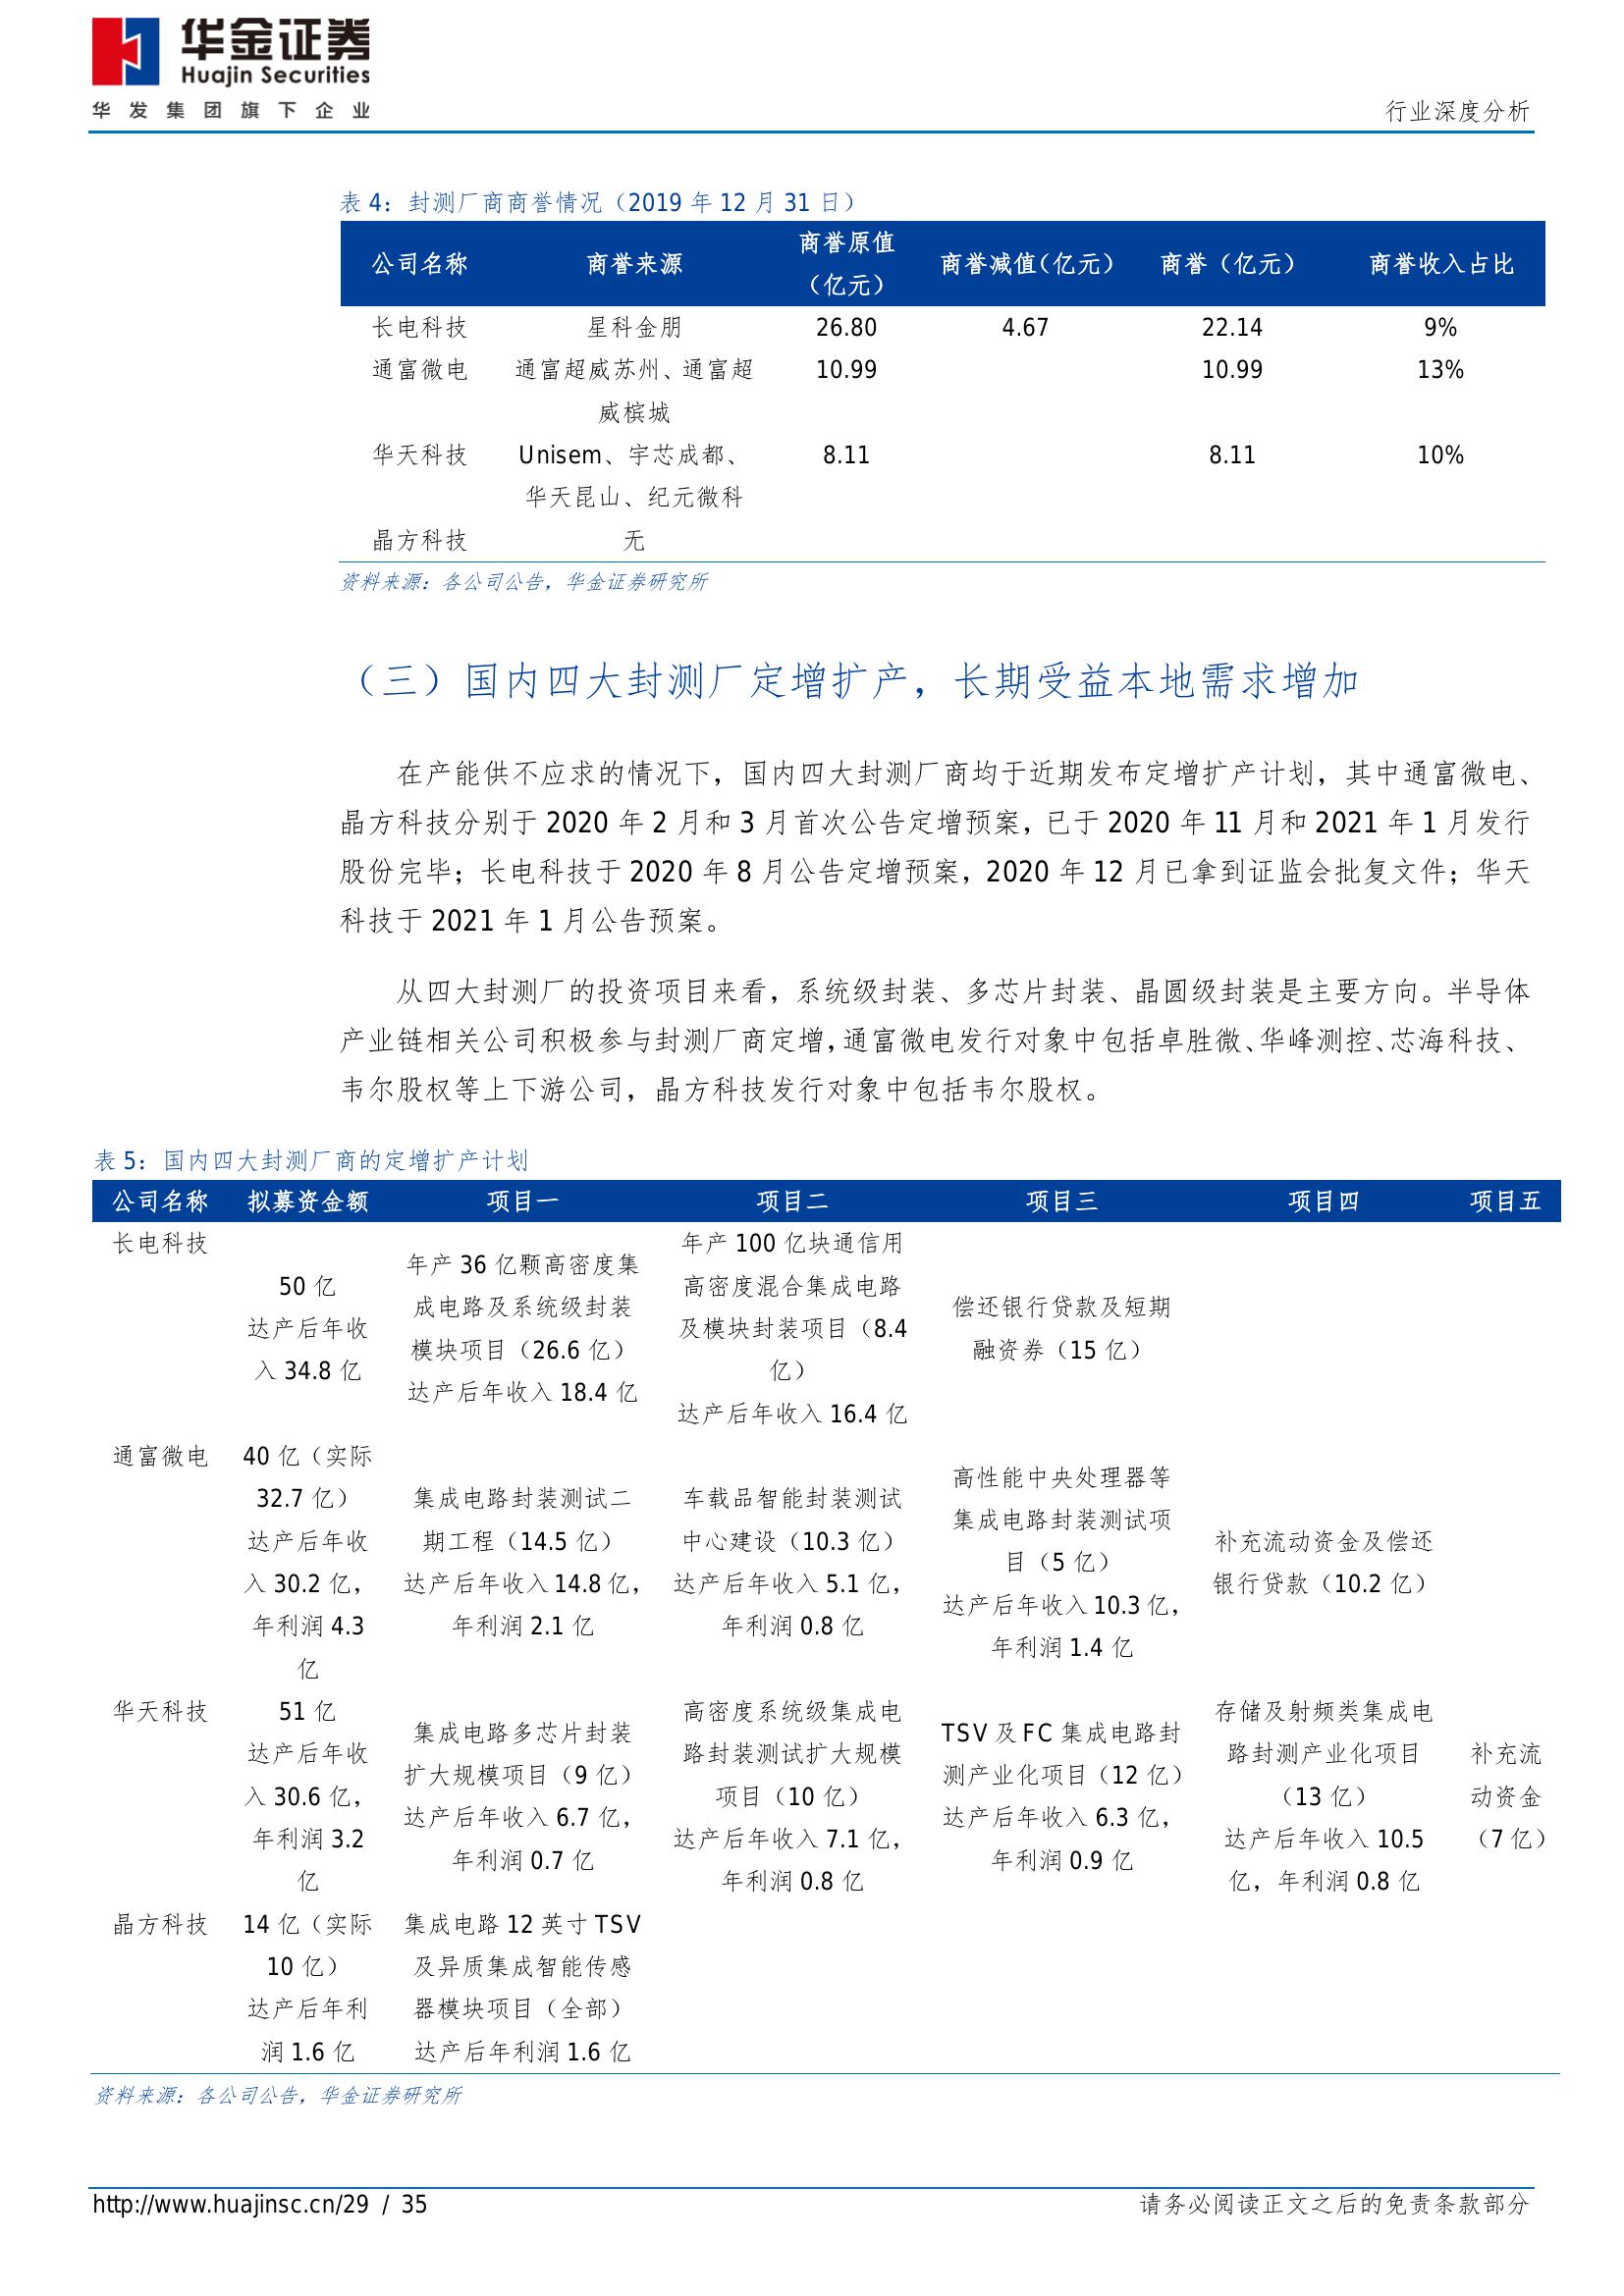 华金证券
Huajin Securities
华发集团旗下企业
行业深度分析
表 4：封测厂商商誉情况（2019 年 12 月 31 日）
公司名称 商誉来源 商誉原值（亿元） 商誉减值（亿元） 商誉（亿元） 商誉收入占比
长电科技 星科金朋 26.80 4.67 22.14 9%
通富微电 通富超威苏州、通富超 10.99 10.99 13%
威槟城
华天科技 Unisem、宇芯成都、 8.11 8.11 10%
华天昆山、纪元微科
晶方科技 无
资料来源：各公司公告，华金证券研究所
（三）国内四大封测厂定增扩产，长期受益本地需求增加
在产能供不应求的情况下，国内四大封测厂商均于近期发布定增扩产计划，其中通富微电、
晶方科技分别于 2020 年 2 月和 3 月首次公告定增预案，已于 2020 年 11 月和 2021 年 1 月发行
股份完毕；长电科技于 2020 年 8 月公告定增预案，2020 年 12 月已拿到证监会批复文件；华天
科技于 2021 年 1 月公告预案。
从四大封测厂的投资项目来看，系统级封装、多芯片封装、晶圆级封装是主要方向。半导体
产业链相关公司积极参与封测厂商定增，通富微电发行对象中包括卓胜微、华峰测控、芯海科技、
韦尔股权等上下游公司，晶方科技发行对象中包括韦尔股权。
表 5：国内四大封测厂商的定增扩产计划
公司名称 拟募资金额 项目一 项目二 项目三 项目四 项目五
长电科技
50 亿
达产后年收
入 34.8 亿
年产 36 亿颗高密度集
成电路及系统级封装
模块项目（26.6 亿）
达产后年收入 18.4 亿
年产 100 亿块通信用
高密度混合集成电路
及模块封装项目（8.4
亿）
达产后年收入 16.4 亿
偿还银行贷款及短期
融资券（15 亿）
通富微电
40 亿（实际
32.7 亿）
达产后年收
入 30.2 亿，
年利润 4.3
亿
集成电路封装测试二
期工程（14.5 亿）
达产后年收入 14.8 亿，
年利润 2.1 亿
车载品智能封装测试
中心建设（10.3 亿）
达产后年收入 5.1 亿，
年利润 0.8 亿
高性能中央处理器等
集成电路封装测试项
目（5 亿）
达产后年收入 10.3 亿，
年利润 1.4 亿
补充流动资金及偿还
银行贷款（10.2 亿）
华天科技
51 亿
达产后年收
入 30.6 亿，
年利润 3.2
亿
集成电路多芯片封装
扩大规模项目（9 亿）
达产后年收入 6.7 亿，
年利润 0.7 亿
高密度系统级集成电
路封装测试扩大规模
项目（10 亿）
达产后年收入 7.1 亿，
年利润 0.8 亿
TSV 及 FC 集成电路封
测产业化项目（12 亿）
达产后年收入 6.3 亿，
年利润 0.9 亿
存储及射频类集成电
路封测产业化项目
（13 亿）
达产后年收入 10.5
亿，年利润 0.8 亿
补充流
动资金
（7 亿）
晶方科技
14 亿（实际
10 亿）
达产后年利
润 1.6 亿
集成电路 12 英寸 TSV
及异质集成智能传感
器模块项目（全部）
达产后年利润 1.6 亿
资料来源：各公司公告，华金证券研究所
http://www.huajinsc.cn/29 / 35
请务必阅读正文之后的免责条款部分